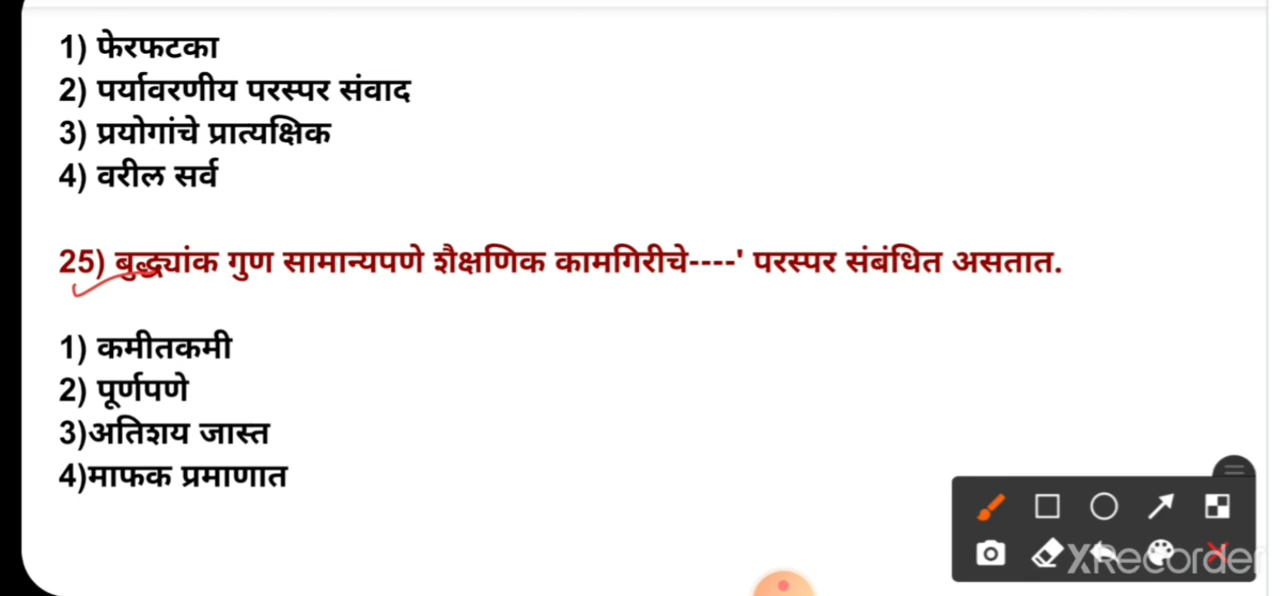 1) फेरफटका
2) पर्यावरणीय परस्पर संवाद
3) प्रयोगांचे प्रात्यक्षिक
4) वरील सर्व
25) बुद्ध्यांक गुण सामान्यपणे शैक्षणिक कामगिरीचे----' परस्पर संबंधित असतात.
1) कमीतकमी
2) पूर्णपणे
3)अतिशय जास्त
4)माफक प्रमाणात
XRecorder